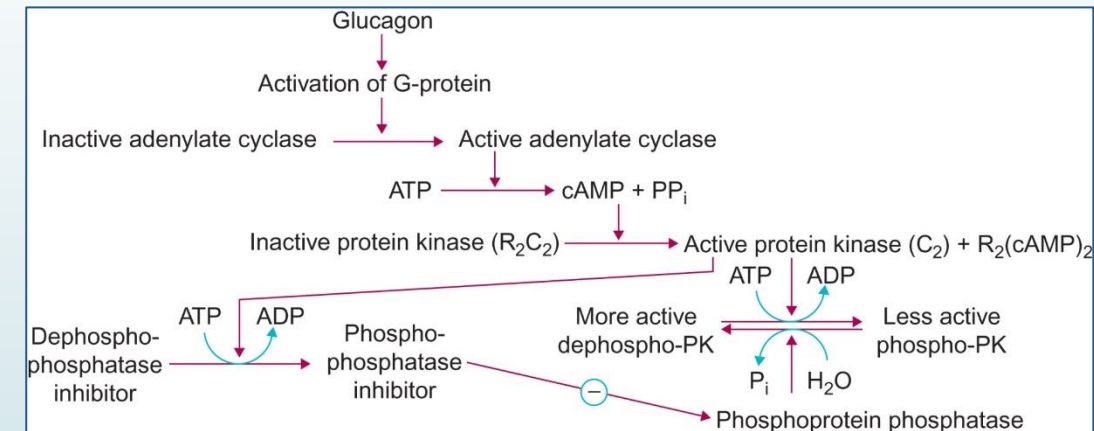 Glucagon
Activation of G-protein
Inactive adenylate cyclase
Active adenylate cyclase
ATP
cAMP + PPi
Inactive protein kinase (R2C2)
Active protein kinase (C2) + R2(cAMP)2
ATP
ADP
ATP
ADP
Dephospho-
phosphatase
inhibitor
Phospho-
phosphatase
inhibitor
More active
dephospho-PK
Less active
phospho-PK
Pi
H2O
−
Phosphoprotein phosphatase